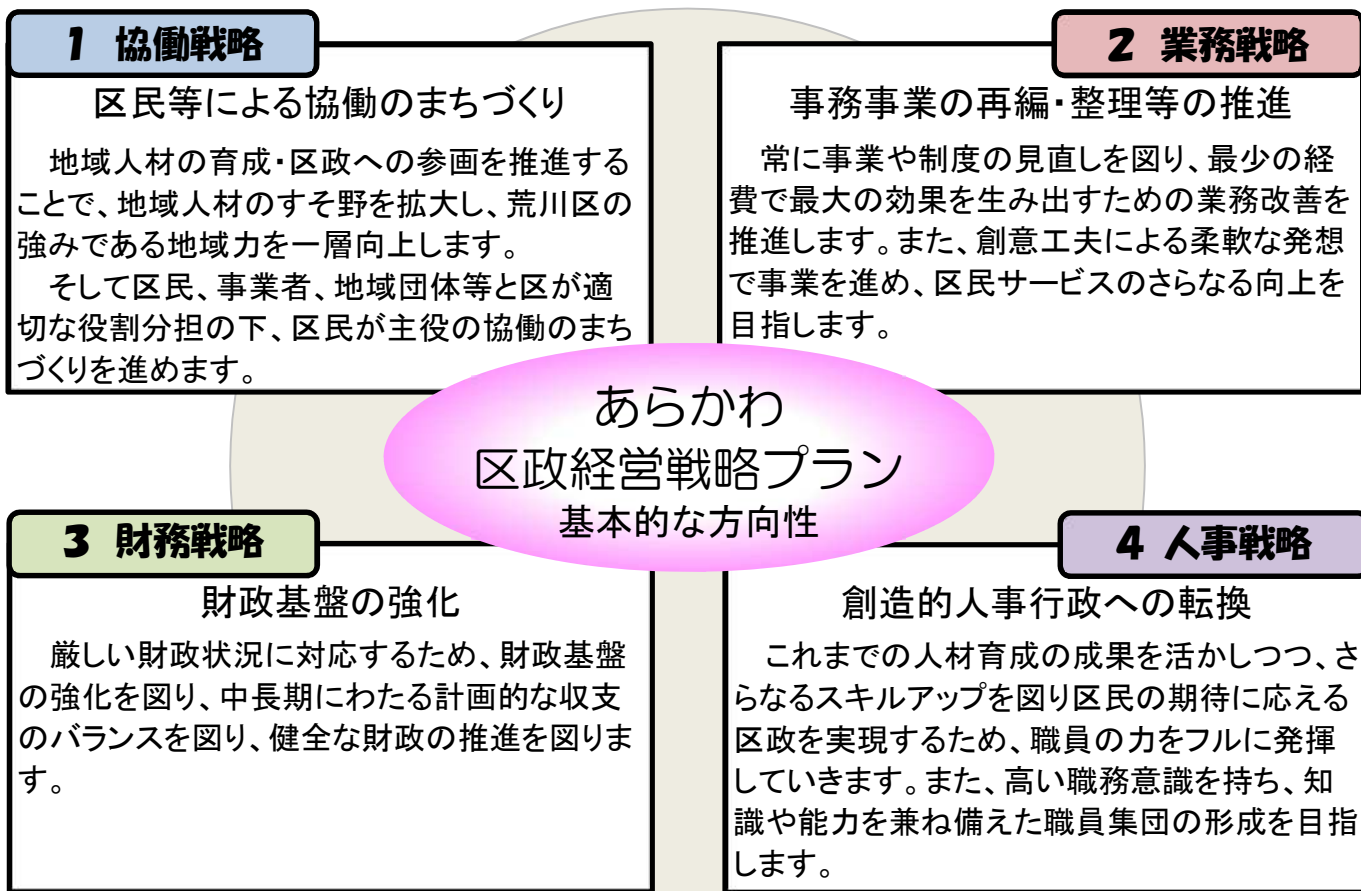 1 協働戦略
区民等による協働のまちづくり
　地域人材の育成・区政への参画を推進する
ことで、地域人材のすそ野を拡大し、荒川区の
強みである地域力を一層向上します。
　そして区民、事業者、地域団体等と区が適
切な役割分担の下、区民が主役の協働のまち
づくりを進めます。
2 業務戦略
事務事業の再編・整理等の推進
　常に事業や制度の見直しを図り、最少の経
費で最大の効果を生み出すための業務改善を
推進します。また、創意工夫による柔軟な発想
で事業を進め、区民サービスのさらなる向上を
目指します。
あらかわ
区政経営戦略プラン
基本的な方向性
3 財務戦略
財政基盤の強化
　厳しい財政状況に対応するため、財政基盤
の強化を図り、中長期にわたる計画的な収支
のバランスを図り、健全な財政の推進を図りま
す。
4 人事戦略
創造的人事行政への転換
　これまでの人材育成の成果を活かしつつ、さ
らなるスキルアップを図り区民の期待に応える
区政を実現するため、職員の力をフルに発揮
していきます。また、高い職務意識を持ち、知
識や能力を兼ね備えた職員集団の形成を目指
します。